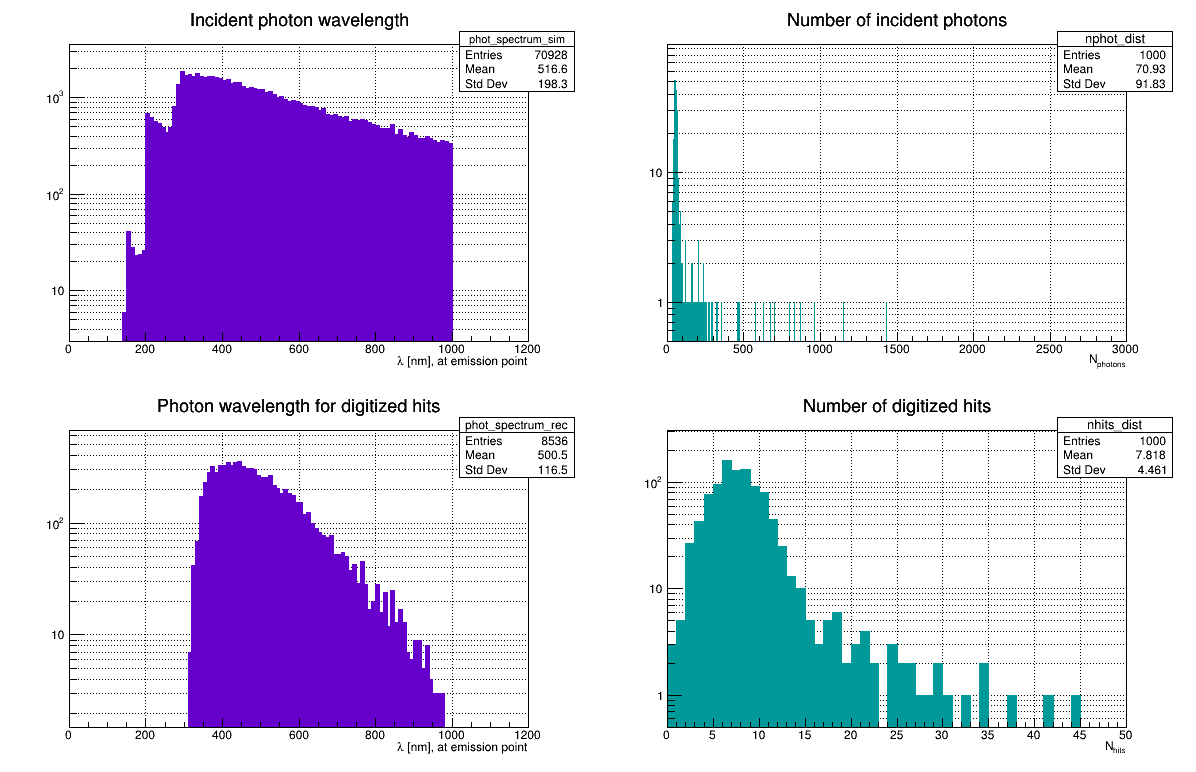 Incident photon wavelength
phot_spectrum_sim
Entries 70928
Mean 516.6
Std Dev 198.3
10³
10²
10
0 200 400 600 800 1000 1200
λ [nm], at emission point
Number of incident photons
nphot_dist
Entries 1000
Mean 70.93
Std Dev 91.83
10
1
0 500 1000 1500 2000 2500 3000
Nphotons
Photon wavelength for digitized hits
phot_spectrum_rec
Entries 8536
Mean 500.5
Std Dev 116.5
10²
10
0 200 400 600 800 1000 1200
λ [nm], at emission point
Number of digitized hits
nhits_dist
Entries 1000
Mean 7.818
Std Dev 4.461
10²
10
1
0 5 10 15 20 25 30 35 40 45 50
Nhits